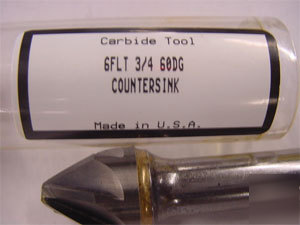 Carbide Tool
6FLT 3/4 60DG
COUNTERSINK
Made in U.S.A.